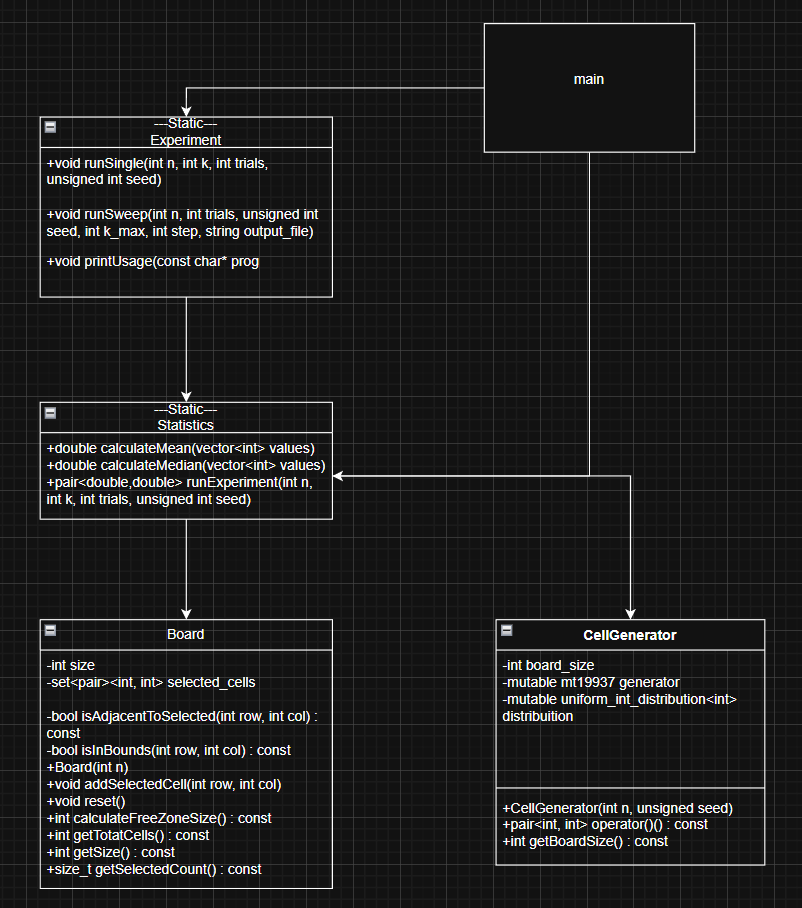 main
---Static---
Experiment
+void runSingle(int n, int k, int trials,
unsigned int seed)
+void runSweep(int n, int trials, unsigned int
seed, int k_max, int step, string output_file)
+void printUsage(const char* prog
---Static---
Statistics
+double calculateMean(vector<int> values)
+double calculateMedian(vector<int> values)
+pair<double,double> runExperiment(int n,
int k, int trials, unsigned int seed)
Board
-int size
-set<pair><int, int> selected_cells
-bool isAdjacentToSelected(int row, int col) :
const
-bool isInBounds(int row, int col) : const
+Board(int n)
+void addSelectedCell(int row, int col)
+void reset()
+int calculateFreeZoneSize() : const
+int getTotatCells() : const
+int getSize() : const
+size_t getSelectedCount() : const
CellGenerator
-int board_size
-mutable mt19937 generator
-mutable uniform_int_distribution<int>
distribuition
+CellGenerator(int n, unsigned seed)
+pair<int, int> operator()() : const
+int getBoardSize() : const